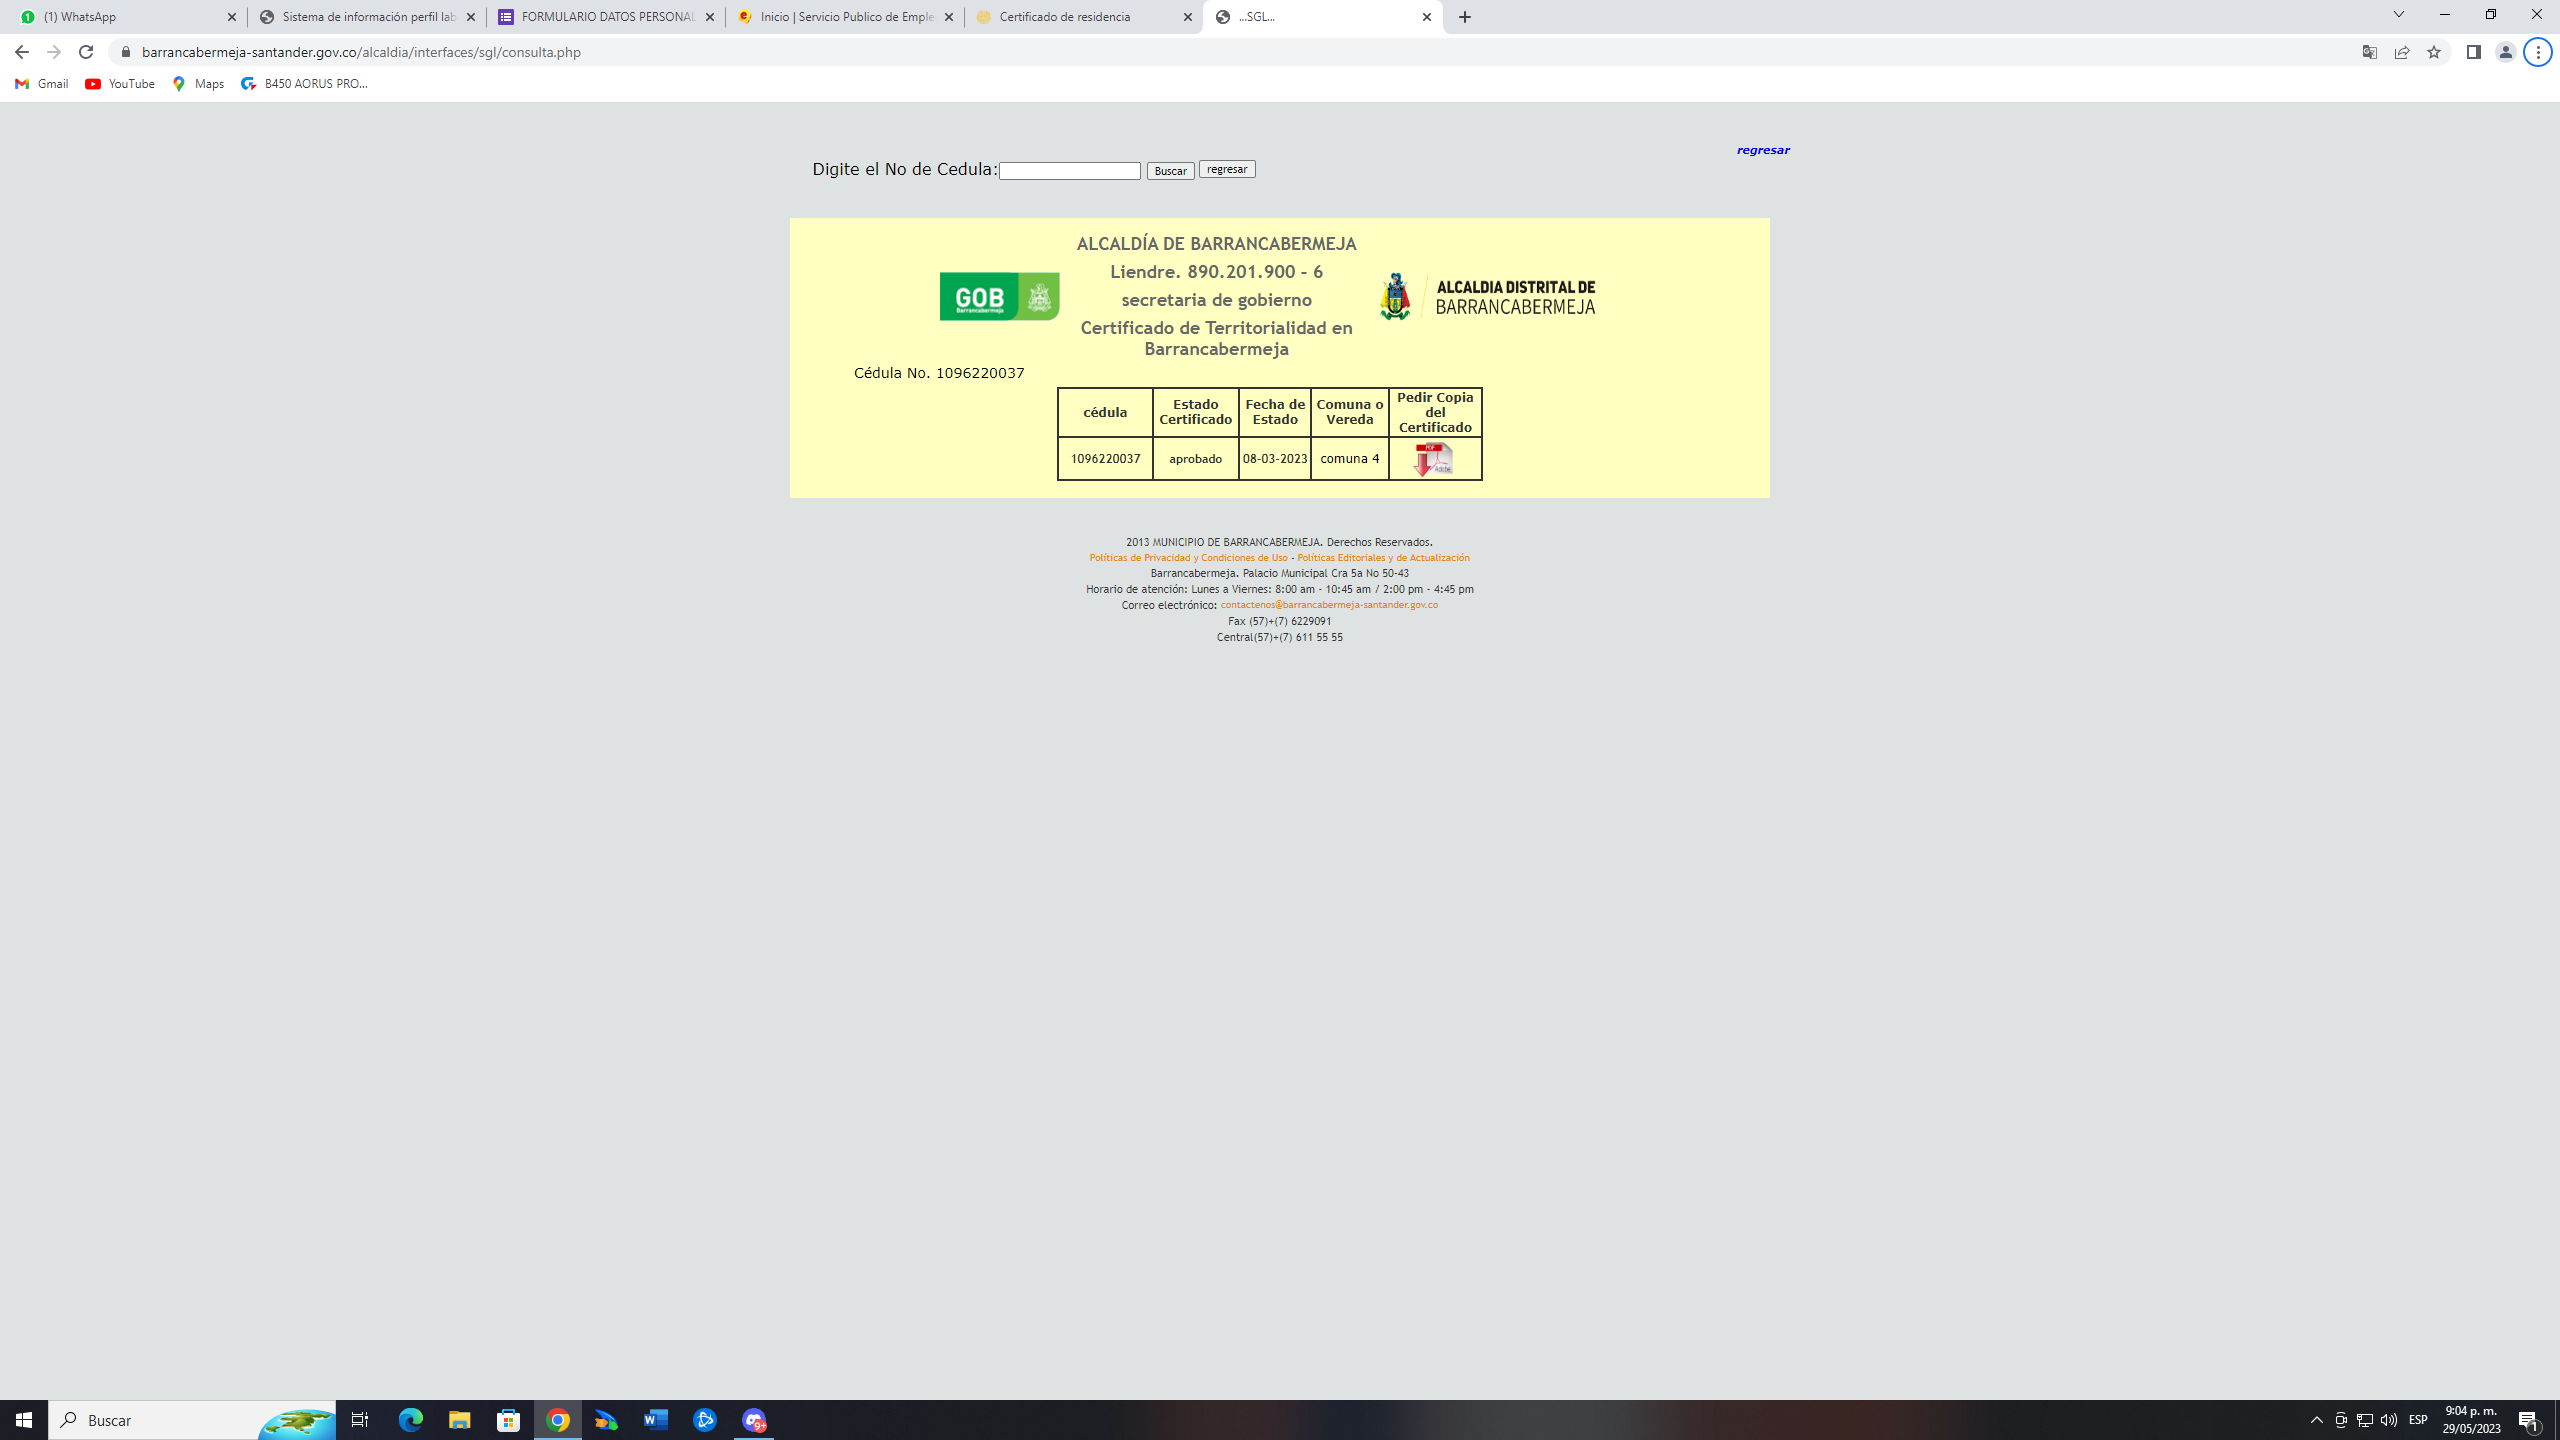 (1) WhatsApp
Sistema de información perfil lab
FORMULARIO DATOS PERSONAL
Inicio | Servicio Publico de Emple
Certificado de residencia
...SGL...
barrancabermeja-santander.gov.co/alcaldia/interfaces/sgl/consulta.php
Gmail
YouTube
Maps
B450 AORUS PRO...
regresar
Digite el No de Cedula:
Buscar
regresar
ALCALDÍA DE BARRANCABERMEJA
Liendre. 890.201.900 - 6
secretaria de gobierno
Certificado de Territorialidad en
Barrancabermeja
GOB
Barrancabermeja
ALCALDIA DISTRITAL DE
BARRANCABERMEJA
Cédula No. 1096220037
cédula
Estado
Certificado
Fecha de
Estado
Comuna o
Vereda
Pedir Copia
del
Certificado
1096220037
aprobado
08-03-2023
comuna 4
PDF
Adobe
2013 MUNICIPIO DE BARRANCABERMEJA. Derechos Reservados.
Políticas de Privacidad y Condiciones de Uso - Políticas Editoriales y de Actualización
Barrancabermeja. Palacio Municipal Cra 5a No 50-43
Horario de atención: Lunes a Viernes: 8:00 am - 10:45 am / 2:00 pm - 4:45 pm
Correo electrónico: contactenos@barrancabermeja-santander.gov.co
Fax (57)+(7) 6229091
Central(57)+(7) 611 55 55
Buscar
9+
ESP
9:04 p. m.
29/05/2023
1